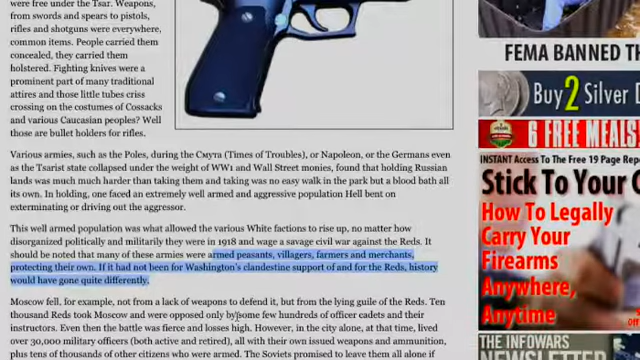 were free under the Tsar. Weapons,
from swords and spears to pistols,
rifles and shotguns were everywhere,
common items. People carried them
concealed, they carried them
holstered. Fighting knives were a
prominent part of many traditional
attires and those little tubes criss
crossing on the costumes of Cossacks
and various Caucasian peoples? Well
those are bullet holders for rifles.
Various armies, such as the Poles, during the Смута (Times of Troubles), or Napoleon, or the Germans even
as the Tsarist state collapsed under the weight of WW1 and Wall Street monies, found that holding Russian
lands was much much harder than taking them and taking was no easy walk in the park but a blood bath all
its own. In holding, one faced an extremely well armed and aggressive population Hell bent on
exterminating or driving out the aggressor.
This well armed population was what allowed the various White factions to rise up, no matter how
disorganized politically and militarily they were in 1918 and wage a savage civil war against the Reds. It
should be noted that many of these armies were armed peasants, villagers, farmers and merchants,
protecting their own. If it had not been for Washington's clandestine support of and for the Reds, history
would have gone quite differently.
Moscow fell, for example, not from a lack of weapons to defend it, but from the lying guile of the Reds. Ten
thousand Reds took Moscow and were opposed only by some few hundreds of officer cadets and their
instructors. Even then the battle was fierce and losses high. However, in the city alone, at that time, lived
over 30,000 military officers (both active and retired), all with their own issued weapons and ammunition,
plus tens of thousands of other citizens who were armed. The Soviets promised to leave them all alone if
FEMA BANNED TH
Buy 2 Silver D
6 FREE MEALS!
INSTANT Access To The Free 19 Page Repor
Stick To Your G
How To Legally
Carry Your
Firearms
Anywhere,
Anytime
THE INFOWARS
NEWSLETTER